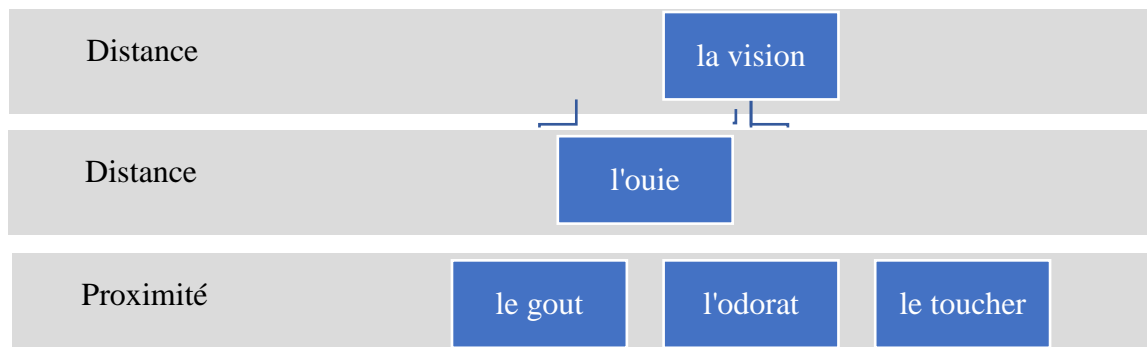 Distance
la vision
Distance
l'ouie
Proximité
le gout
l'odorat
le toucher